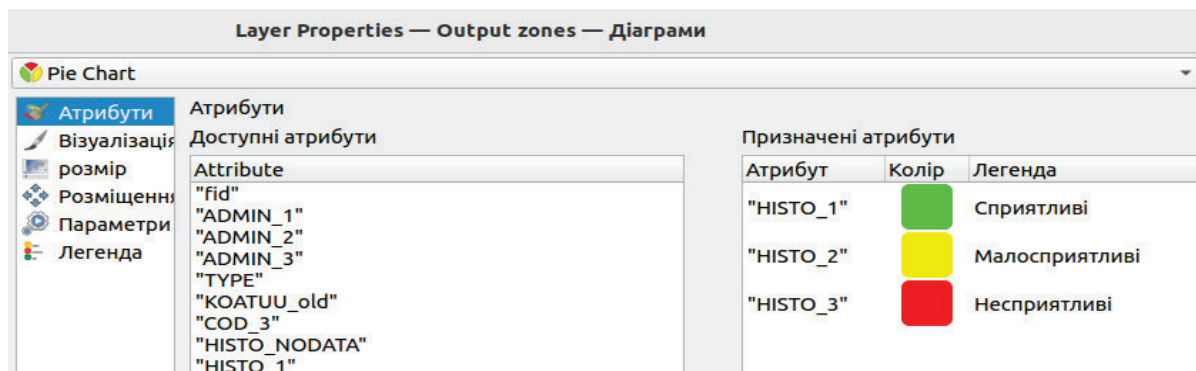 Layer Properties — Output zones — Діаграми
Pie Chart
Атрибути
Візуалізація
розмір
Розміщення
Параметри
Легенда
Атрибути
Доступні атрибути
Attribute
"fid"
"ADMIN_1"
"ADMIN_2"
"ADMIN_3"
"TYPE"
"KOATUU_old"
"COD_3"
"HISTO_NODATA"
"HISTO_1"
Призначені атрибути
Атрибут Колір Легенда
"HISTO_1" Сприятливі
"HISTO_2" Малосприятливі
"HISTO_3" Несприятливі